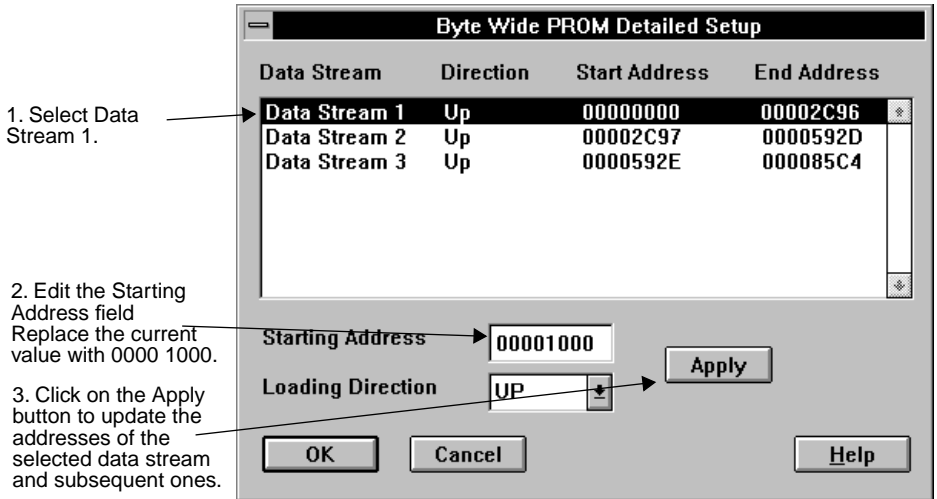 Byte Wide PROM Detailed Setup
Data Stream Direction Start Address End Address
Data Stream 1 Up 00000000 00002C96
Data Stream 2 Up 00002C97 0000592D
Data Stream 3 Up 0000592E 000085C4
1. Select Data
Stream 1.
2. Edit the Starting
Address field
Replace the current
value with 0000 1000.
3. Click on the Apply
button to update the
addresses of the
selected data stream
and subsequent ones.
Starting Address 00001000
Loading Direction UP
Apply
OK Cancel Help